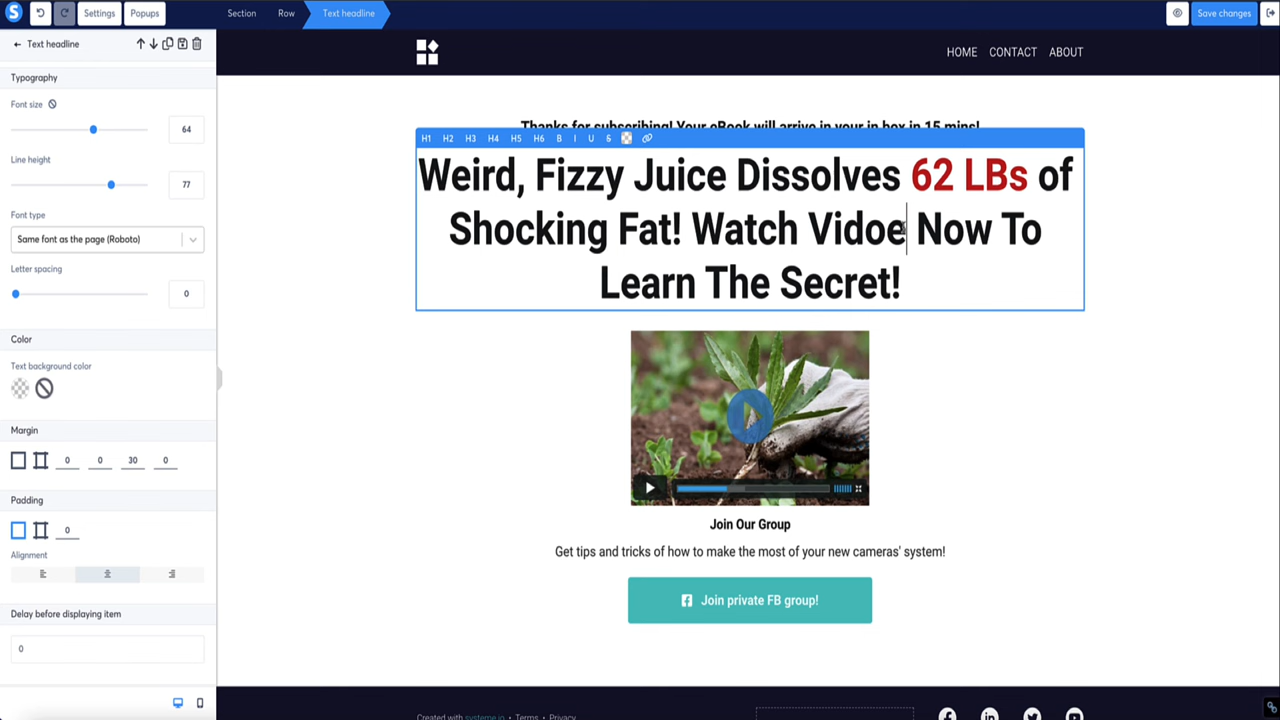 S Settings Popups Section Row Text headline Save changes
← Text headline
HOME CONTACT ABOUT
Typography
Font size
64
Line height
77
Font type
Same font as the page (Roboto)
Letter spacing
0
Color
Text background color
Margin
0 0 30 0
Padding
0
Alignment
Delay before displaying item
0
Thanks for subscribing! Your eBook will arrive in your in box in 15 mins!
H1 H2 H3 H4 H5 H6 B I U S
Weird, Fizzy Juice Dissolves 62 LBs of
Shocking Fat! Watch Vidoe Now To
Learn The Secret!
Join Our Group
Get tips and tricks of how to make the most of your new cameras' system!
Join private FB group!
Created with systeme.io • Terms • Privacy